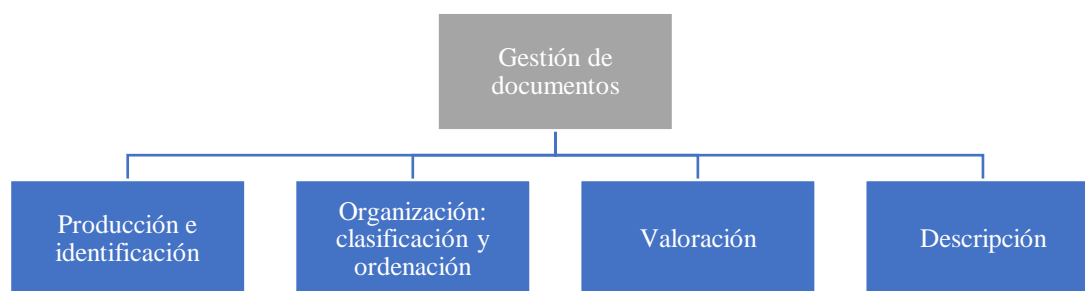 Gestión de
documentos
Producción e
identificación
Organización:
clasificación y
ordenación
Valoración
Descripción